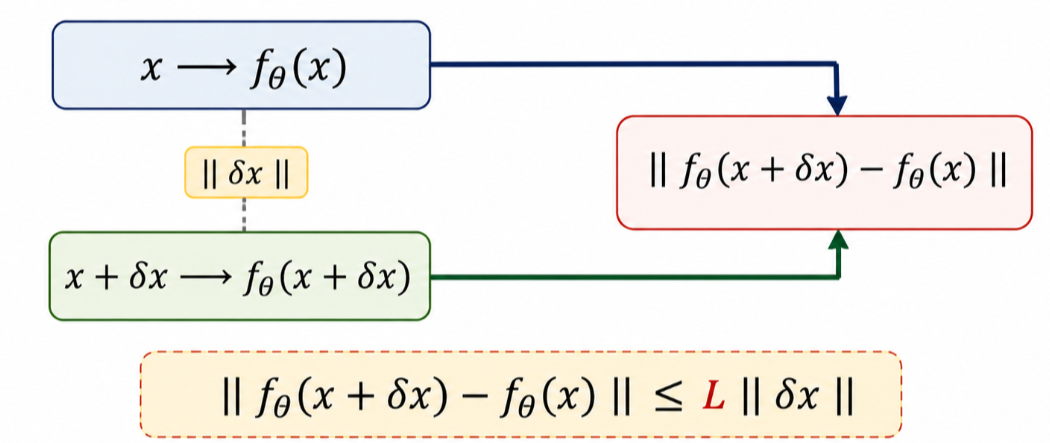 x ⟶ f_θ(x)
|| δx ||
|| f_θ(x + δx) − f_θ(x) ||
x + δx ⟶ f_θ(x + δx)
|| f_θ(x + δx) − f_θ(x) || ≤ L || δx ||